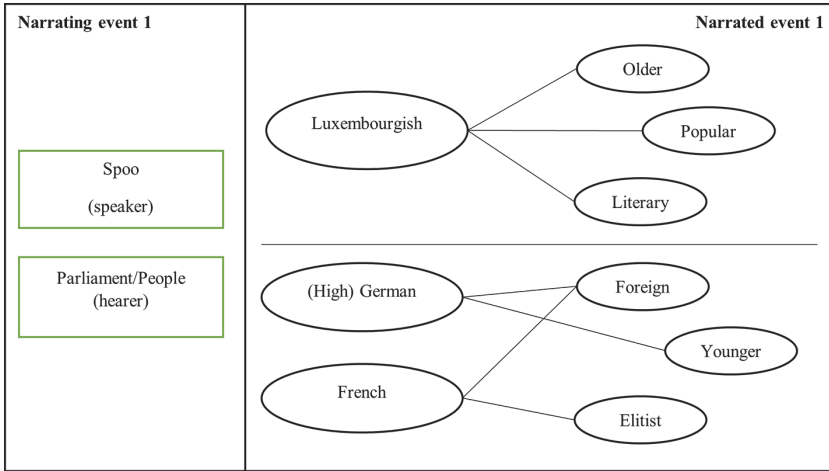 Narrating event 1
Spoo
(speaker)
Parliament/People
(hearer)
Narrated event 1
Luxembourgish
Older
Popular
Literary
(High) German
Foreign
Younger
French
Elitist